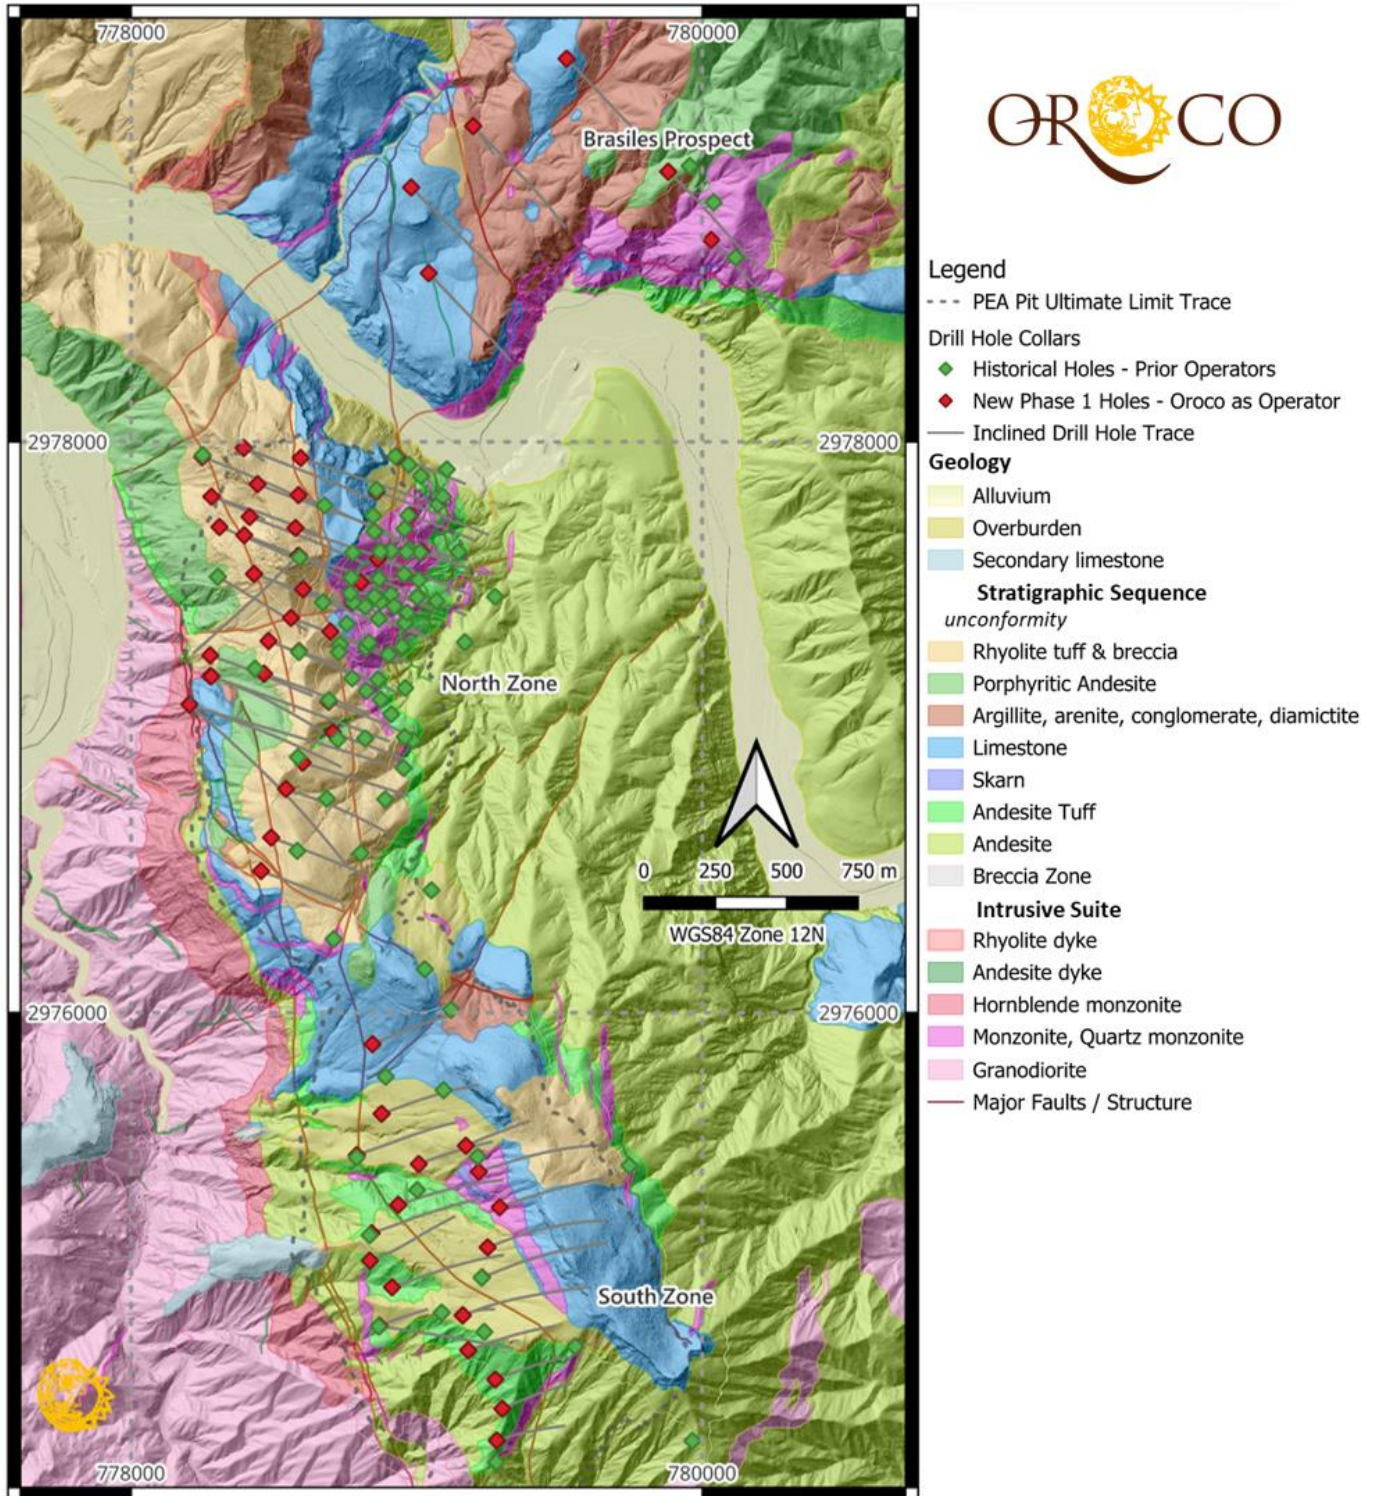 778000
780000
Brasiles Prospect
2978000
2978000
North Zone
0 250 500 750 m
WGS84 Zone 12N
2976000
2976000
South Zone
778000
780000
OROCO
Legend
PEA Pit Ultimate Limit Trace
Drill Hole Collars
Historical Holes - Prior Operators
New Phase 1 Holes - Oroco as Operator
Inclined Drill Hole Trace
Geology
Alluvium
Overburden
Secondary limestone
Stratigraphic Sequence
unconformity
Rhyolite tuff & breccia
Porphyritic Andesite
Argillite, arenite, conglomerate, diamictite
Limestone
Skarn
Andesite Tuff
Andesite
Breccia Zone
Intrusive Suite
Rhyolite dyke
Andesite dyke
Hornblende monzonite
Monzonite, Quartz monzonite
Granodiorite
Major Faults / Structure